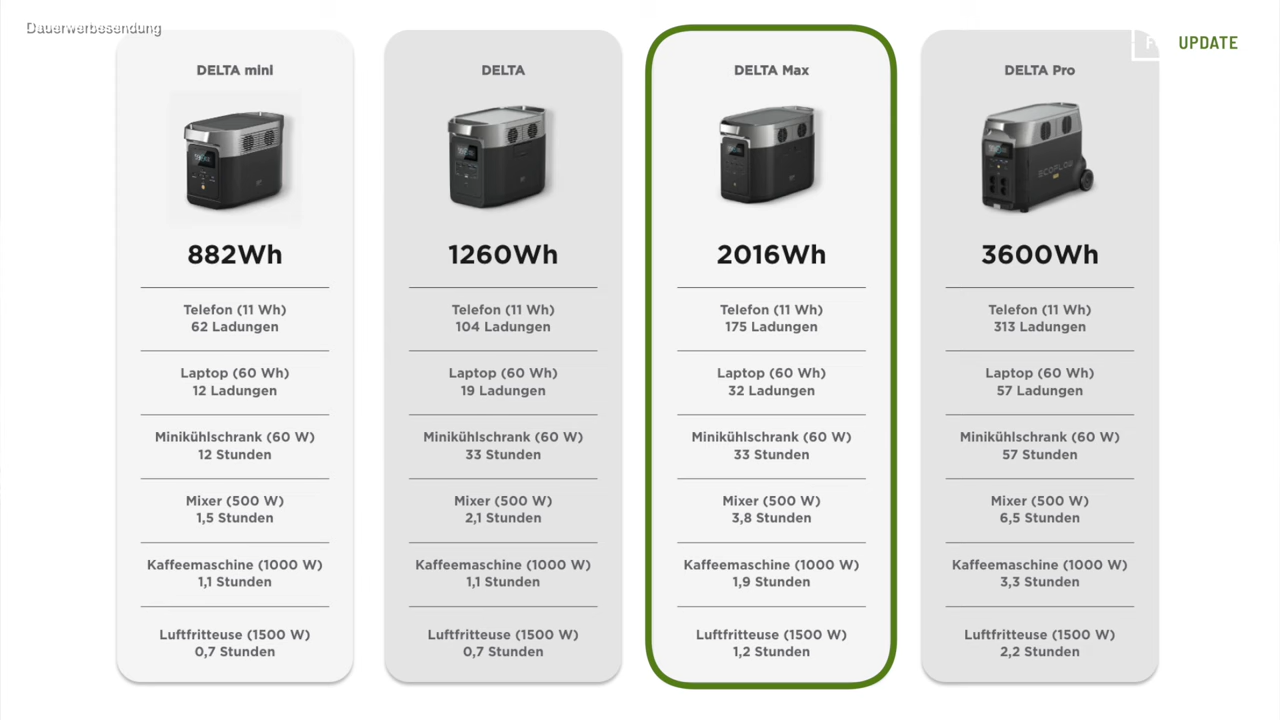 Dauerwerbesendung
UPDATE
DELTA mini
882Wh
Telefon (11 Wh)
62 Ladungen
Laptop (60 Wh)
12 Ladungen
Minikühlschrank (60 W)
12 Stunden
Mixer (500 W)
1,5 Stunden
Kaffeemaschine (1000 W)
1,1 Stunden
Luftfritteuse (1500 W)
0,7 Stunden
DELTA
1260Wh
Telefon (11 Wh)
104 Ladungen
Laptop (60 Wh)
19 Ladungen
Minikühlschrank (60 W)
33 Stunden
Mixer (500 W)
2,1 Stunden
Kaffeemaschine (1000 W)
1,1 Stunden
Luftfritteuse (1500 W)
0,7 Stunden
DELTA Max
2016Wh
Telefon (11 Wh)
175 Ladungen
Laptop (60 Wh)
32 Ladungen
Minikühlschrank (60 W)
33 Stunden
Mixer (500 W)
3,8 Stunden
Kaffeemaschine (1000 W)
1,9 Stunden
Luftfritteuse (1500 W)
1,2 Stunden
DELTA Pro
ECOFLOW
3600Wh
Telefon (11 Wh)
313 Ladungen
Laptop (60 Wh)
57 Ladungen
Minikühlschrank (60 W)
57 Stunden
Mixer (500 W)
6,5 Stunden
Kaffeemaschine (1000 W)
3,3 Stunden
Luftfritteuse (1500 W)
2,2 Stunden